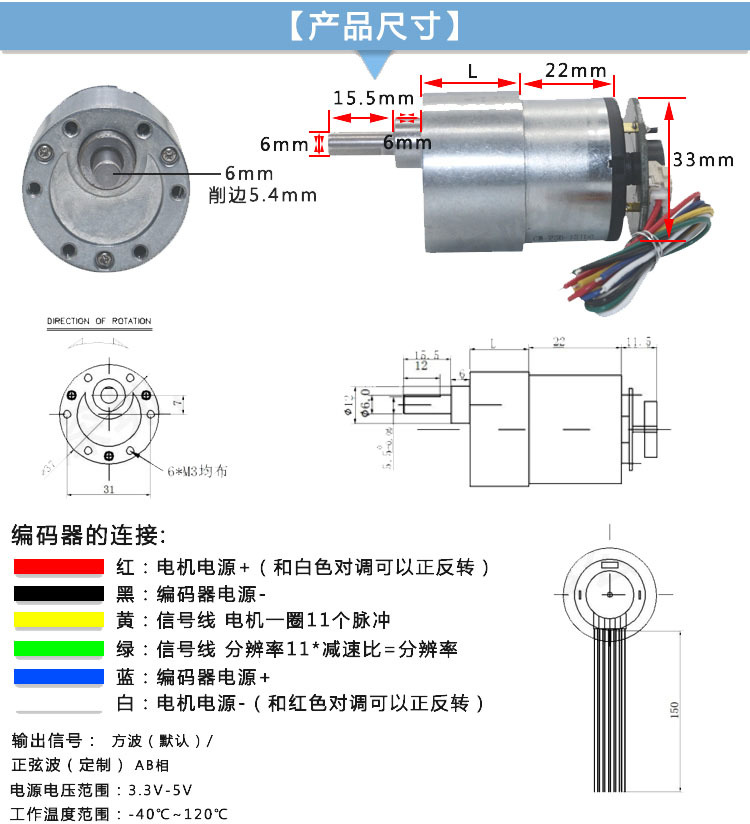 【产品尺寸】
L
22mm
15.5mm
6mm
6mm
33mm
6mm
削边5.4mm
DIRECTION OF ROTATION
L
22
11.5
15.5
12
6
Φ12
Φ6.0
7
Φ37
31
6*M3均布
编码器的连接:
红：电机电源+（和白色对调可以正反转）
黑：编码器电源-
黄：信号线 电机一圈11个脉冲
绿：信号线 分辨率11*减速比=分辨率
蓝：编码器电源+
白：电机电源-（和红色对调可以正反转）
150
输出信号： 方波（默认）/
正弦波（定制） AB相
电源电压范围：3.3V-5V
工作温度范围：-40℃~120℃